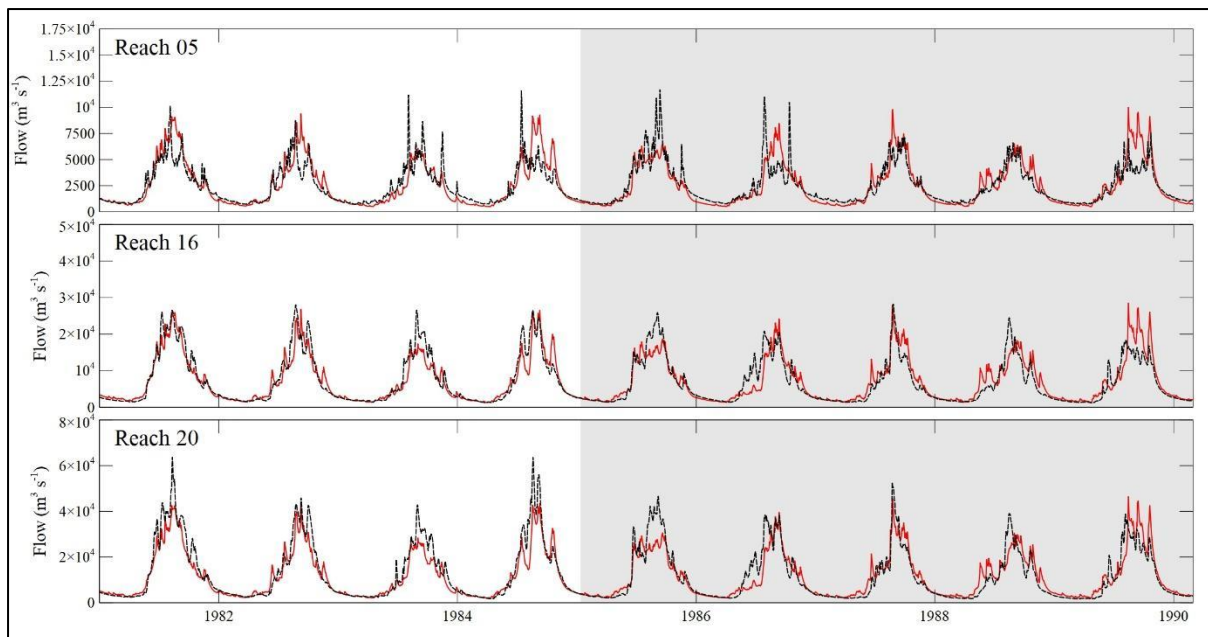 1.75×10⁴
Reach 05
1.5×10⁴
1.25×10⁴
10⁴
7500
5000
2500
0
Flow (m³ s⁻¹)
5×10⁴
Reach 16
4×10⁴
3×10⁴
2×10⁴
10⁴
0
Flow (m³ s⁻¹)
8×10⁴
Reach 20
6×10⁴
4×10⁴
2×10⁴
0
Flow (m³ s⁻¹)
1982 1984 1986 1988 1990